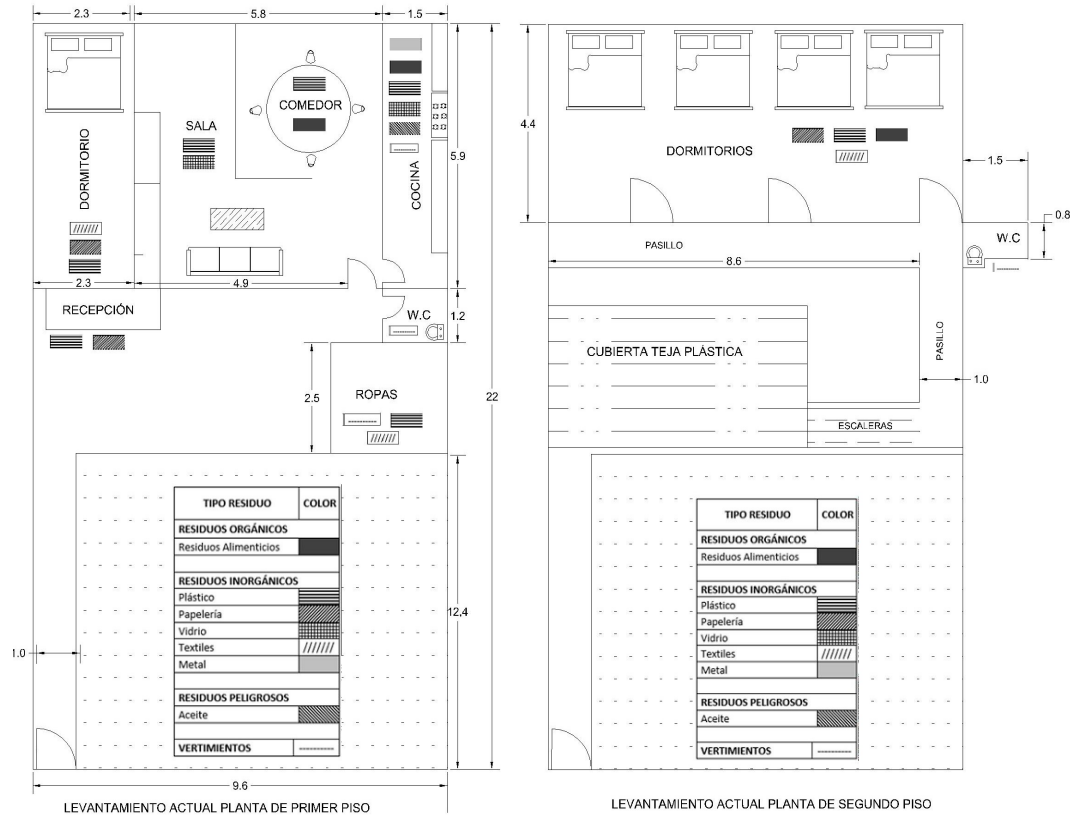 2.3
5.8
1.5
COMEDOR
SALA
DORMITORIO
COCINA
5.9
2.3
4.9
RECEPCIÓN
W.C
1.2
2.5
ROPAS
22
TIPO RESIDUO COLOR
RESIDUOS ORGÁNICOS
Residuos Alimenticios
RESIDUOS INORGÁNICOS
Plástico
Papelería
Vidrio
Textiles
Metal
RESIDUOS PELIGROSOS
Aceite
VERTIMIENTOS
12,4
1.0
9.6
LEVANTAMIENTO ACTUAL PLANTA DE PRIMER PISO
4.4
DORMITORIOS
1.5
0.8
W.C
PASILLO
8.6
CUBIERTA TEJA PLÁSTICA
PASILLO
1.0
ESCALERAS
TIPO RESIDUO COLOR
RESIDUOS ORGÁNICOS
Residuos Alimenticios
RESIDUOS INORGÁNICOS
Plástico
Papelería
Vidrio
Textiles
Metal
RESIDUOS PELIGROSOS
Aceite
VERTIMIENTOS
LEVANTAMIENTO ACTUAL PLANTA DE SEGUNDO PISO